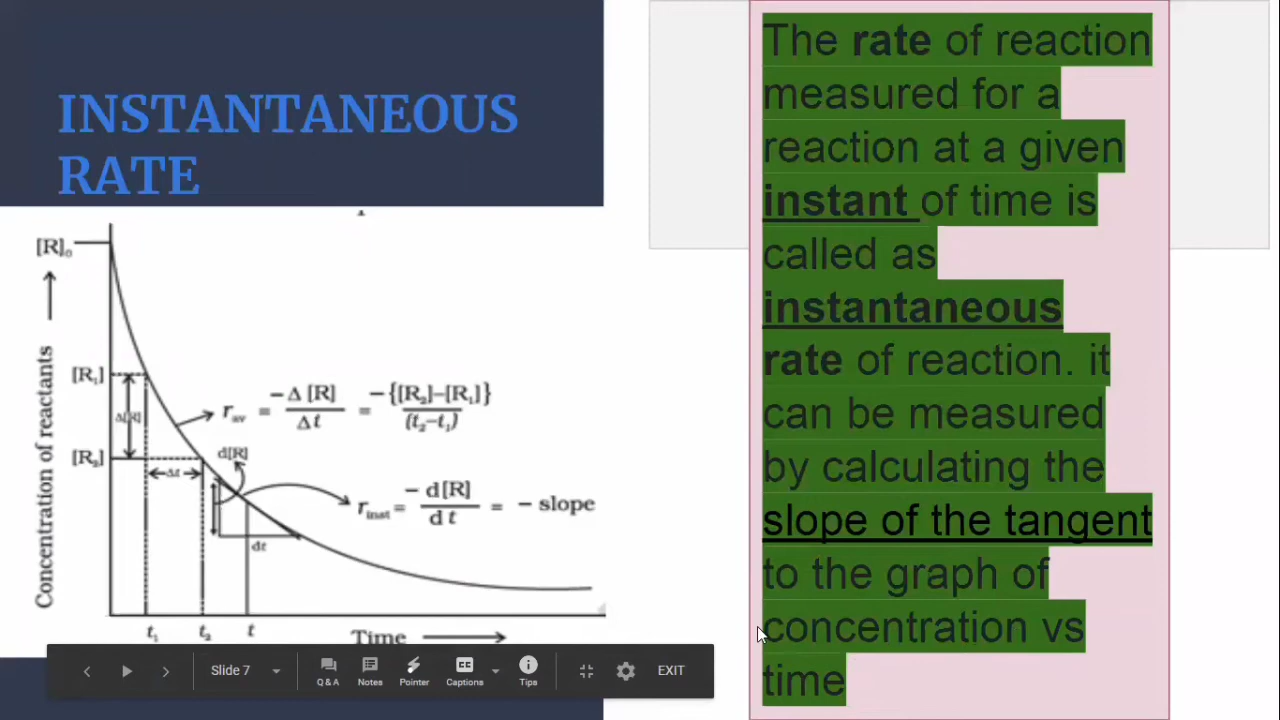 INSTANTANEOUS
RATE
[R]₀
Concentration of reactants
[R₁]
Δ[R]
[R₂]
Δt
r_av = -Δ [R] / Δt = -{[R₂]-[R₁]} / (t₂-t₁)
d[R]
r_inst = -d[R] / dt = - slope
dt
t₁
t₂
t
Time
The rate of reaction
measured for a
reaction at a given
instant of time is
called as
instantaneous
rate of reaction. it
can be measured
by calculating the
slope of the tangent
to the graph of
concentration vs
time
Slide 7
Q & A
Notes
Pointer
CC
Captions
Tips
EXIT